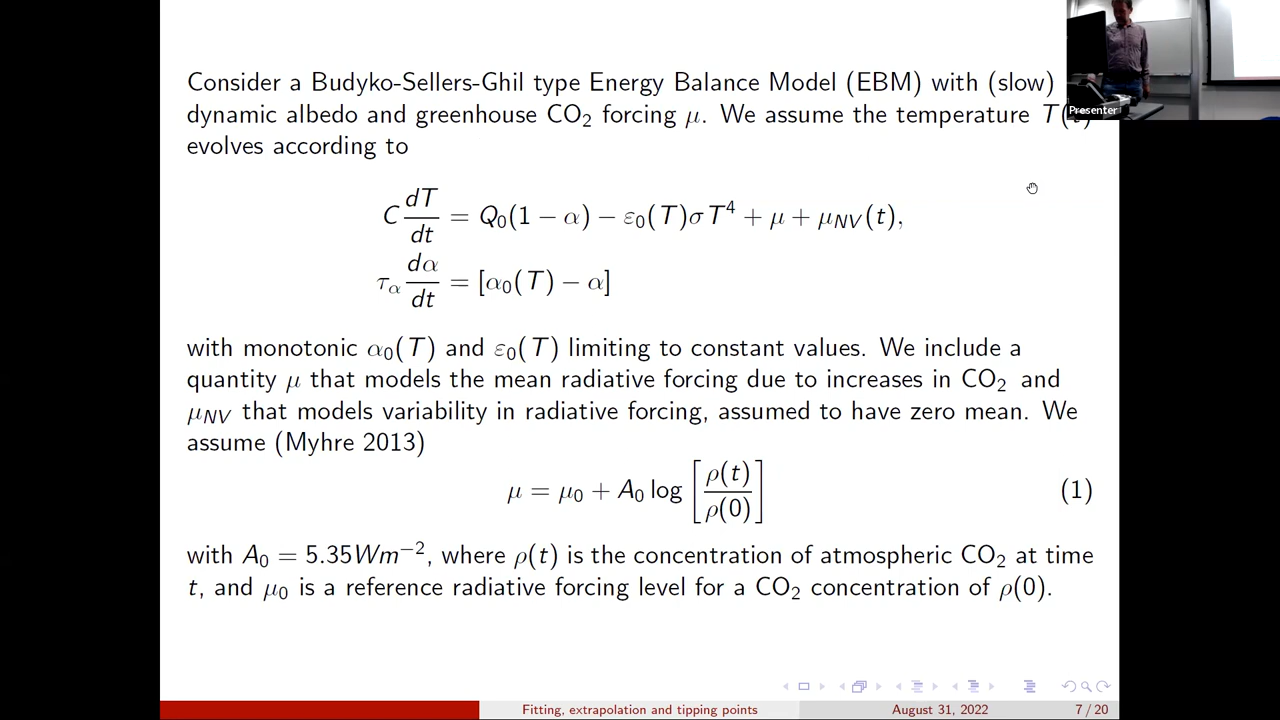 Consider a Budyko-Sellers-Ghil type Energy Balance Model (EBM) with (slow)
dynamic albedo and greenhouse CO₂ forcing μ. We assume the temperature T(t)
Presenter
evolves according to
C dT/dt = Q₀(1 − α) − ε₀(T)σT⁴ + μ + μ_NV(t),
τ_α dα/dt = [α₀(T) − α]
with monotonic α₀(T) and ε₀(T) limiting to constant values. We include a
quantity μ that models the mean radiative forcing due to increases in CO₂ and
μ_NV that models variability in radiative forcing, assumed to have zero mean. We
assume (Myhre 2013)
μ = μ₀ + A₀ log [ρ(t)/ρ(0)] (1)
with A₀ = 5.35Wm⁻², where ρ(t) is the concentration of atmospheric CO₂ at time
t, and μ₀ is a reference radiative forcing level for a CO₂ concentration of ρ(0).
Fitting, extrapolation and tipping points August 31, 2022 7 / 20